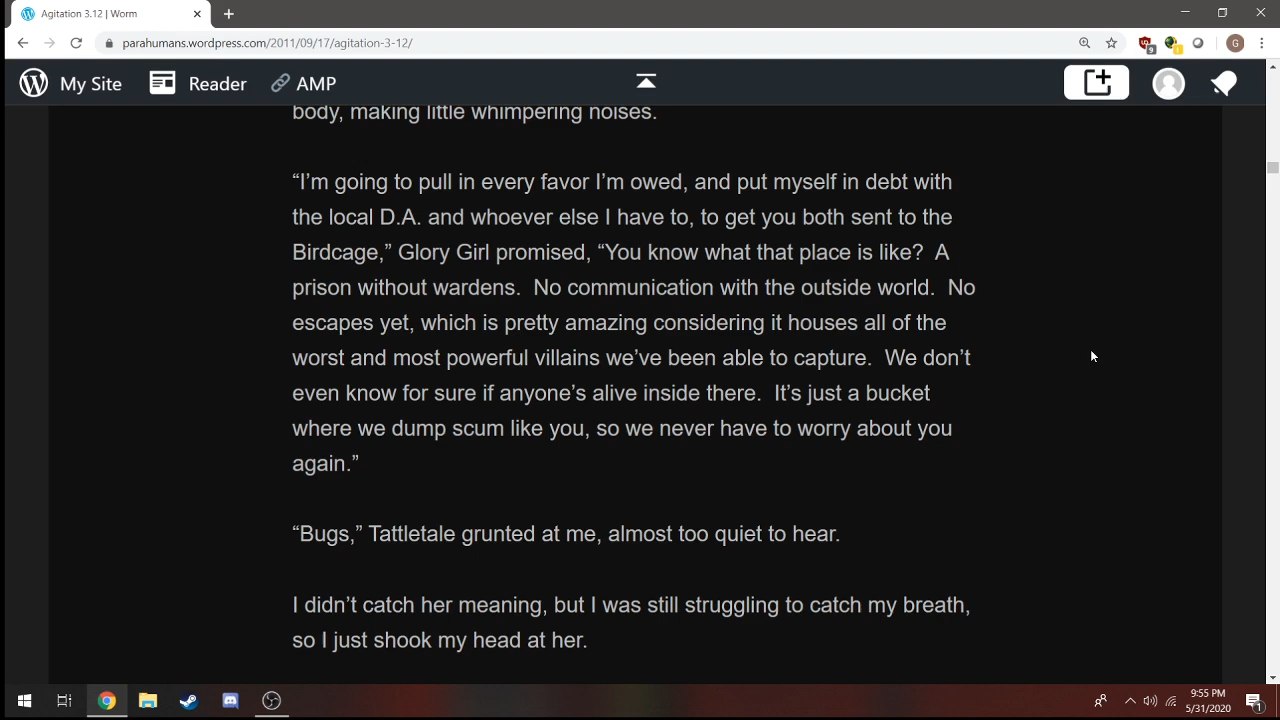 Agitation 3.12 | Worm
parahumans.wordpress.com/2011/09/17/agitation-3-12/
9
1
G
My Site
Reader
AMP
body, making little whimpering noises.
“I’m going to pull in every favor I’m owed, and put myself in debt with
the local D.A. and whoever else I have to, to get you both sent to the
Birdcage,” Glory Girl promised, “You know what that place is like?  A
prison without wardens.  No communication with the outside world.  No
escapes yet, which is pretty amazing considering it houses all of the
worst and most powerful villains we’ve been able to capture.  We don’t
even know for sure if anyone’s alive inside there.  It’s just a bucket
where we dump scum like you, so we never have to worry about you
again.”
“Bugs,” Tattletale grunted at me, almost too quiet to hear.
I didn’t catch her meaning, but I was still struggling to catch my breath,
so I just shook my head at her.
9:55 PM
5/31/2020
1